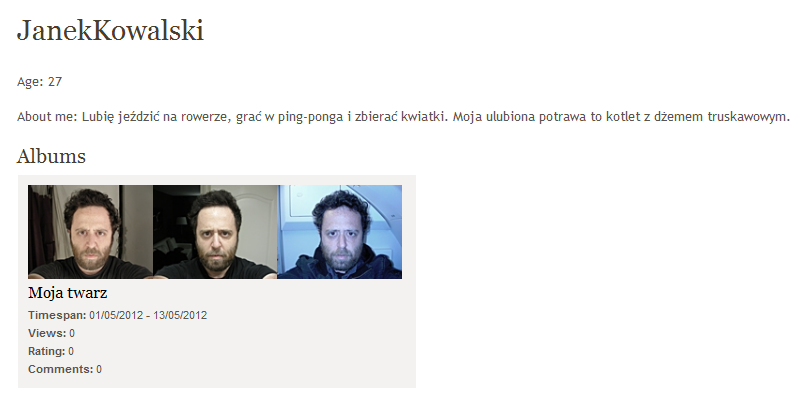 JanekKowalski
Age: 27
About me: Lubię jeździć na rowerze, grać w ping-ponga i zbierać kwiatki. Moja ulubiona potrawa to kotlet z dżemem truskawowym.
Albums
Moja twarz
Timespan: 01/05/2012 - 13/05/2012
Views: 0
Rating: 0
Comments: 0